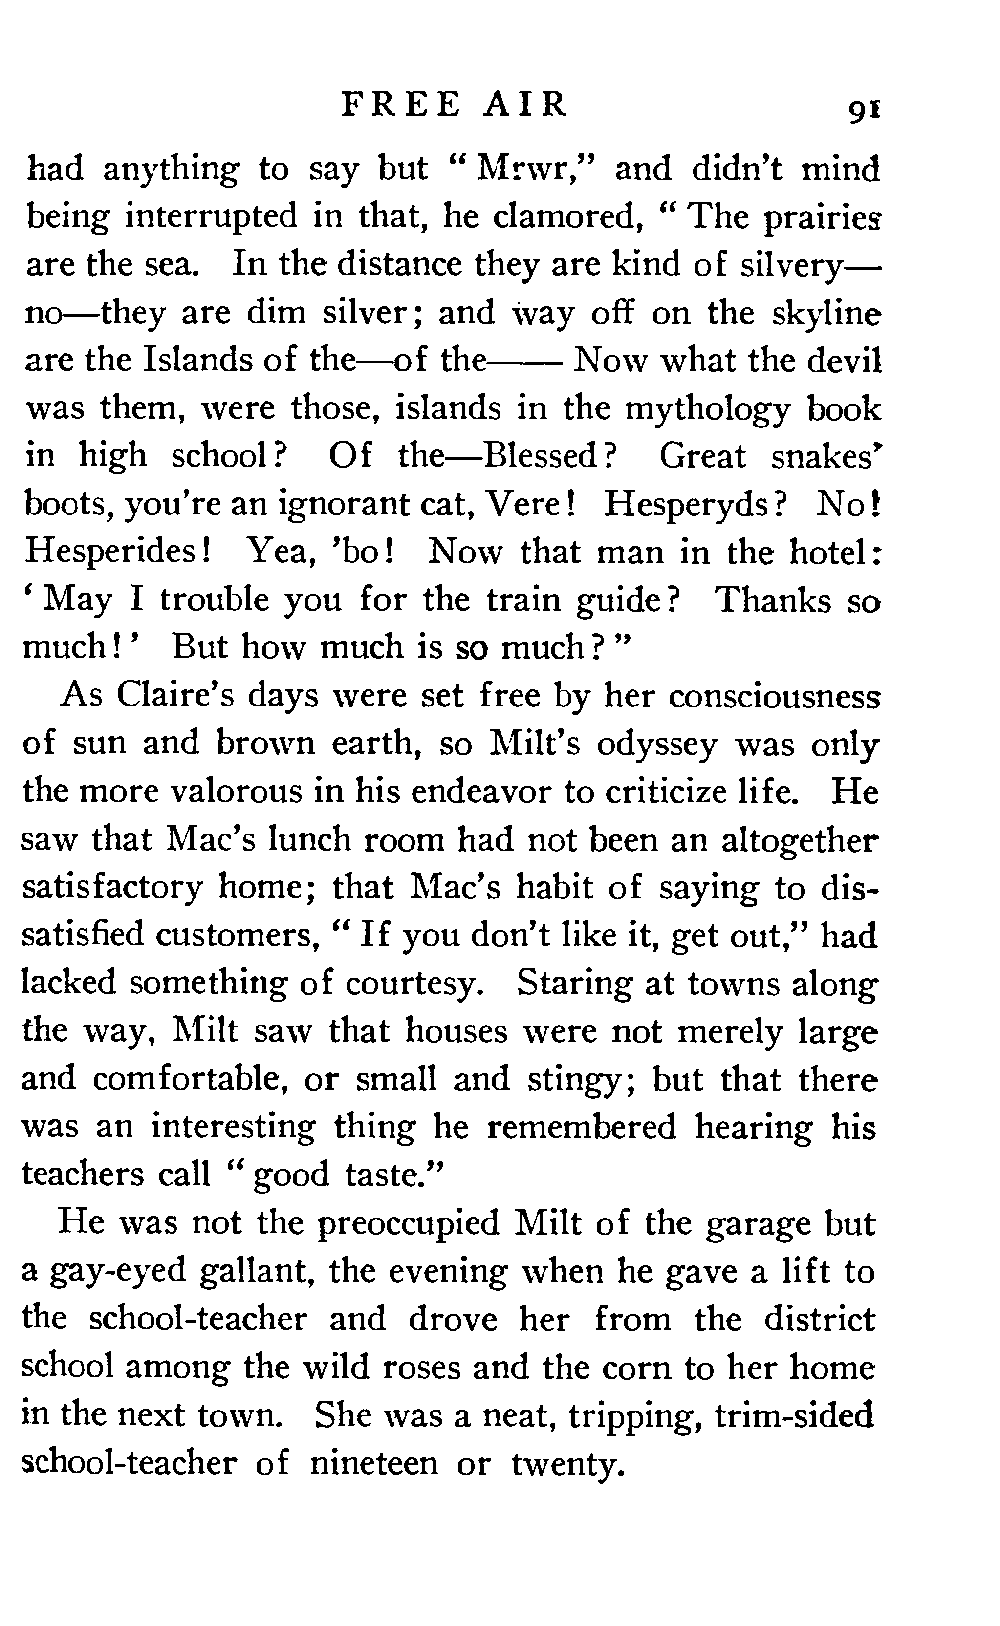 FREE AIR 91
had anything to say but “ Mrwr,” and didn’t mind
being interrupted in that, he clamored, “ The prairies
are the sea. In the distance they are kind of silvery—
no—they are dim silver; and way off on the skyline
are the Islands of the—of the—— Now what the devil
was them, were those, islands in the mythology book
in high school? Of the—Blessed? Great snakes’
boots, you’re an ignorant cat, Vere! Hesperyds? No!
Hesperides! Yea, ’bo! Now that man in the hotel:
‘ May I trouble you for the train guide? Thanks so
much!’ But how much is so much?”
As Claire’s days were set free by her consciousness
of sun and brown earth, so Milt’s odyssey was only
the more valorous in his endeavor to criticize life. He
saw that Mac’s lunch room had not been an altogether
satisfactory home; that Mac’s habit of saying to dis-
satisfied customers, “ If you don’t like it, get out,” had
lacked something of courtesy. Staring at towns along
the way, Milt saw that houses were not merely large
and comfortable, or small and stingy; but that there
was an interesting thing he remembered hearing his
teachers call “ good taste.”
He was not the preoccupied Milt of the garage but
a gay-eyed gallant, the evening when he gave a lift to
the school-teacher and drove her from the district
school among the wild roses and the corn to her home
in the next town. She was a neat, tripping, trim-sided
school-teacher of nineteen or twenty.